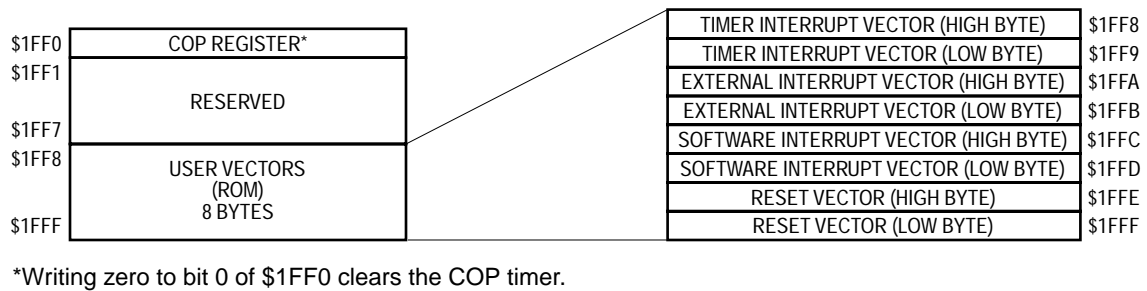 $1FF0
COP REGISTER*
$1FF1
RESERVED
$1FF7
$1FF8
USER VECTORS
(ROM)
8 BYTES
$1FFF
TIMER INTERRUPT VECTOR (HIGH BYTE) $1FF8
TIMER INTERRUPT VECTOR (LOW BYTE) $1FF9
EXTERNAL INTERRUPT VECTOR (HIGH BYTE) $1FFA
EXTERNAL INTERRUPT VECTOR (LOW BYTE) $1FFB
SOFTWARE INTERRUPT VECTOR (HIGH BYTE) $1FFC
SOFTWARE INTERRUPT VECTOR (LOW BYTE) $1FFD
RESET VECTOR (HIGH BYTE) $1FFE
RESET VECTOR (LOW BYTE) $1FFF
*Writing zero to bit 0 of $1FF0 clears the COP timer.